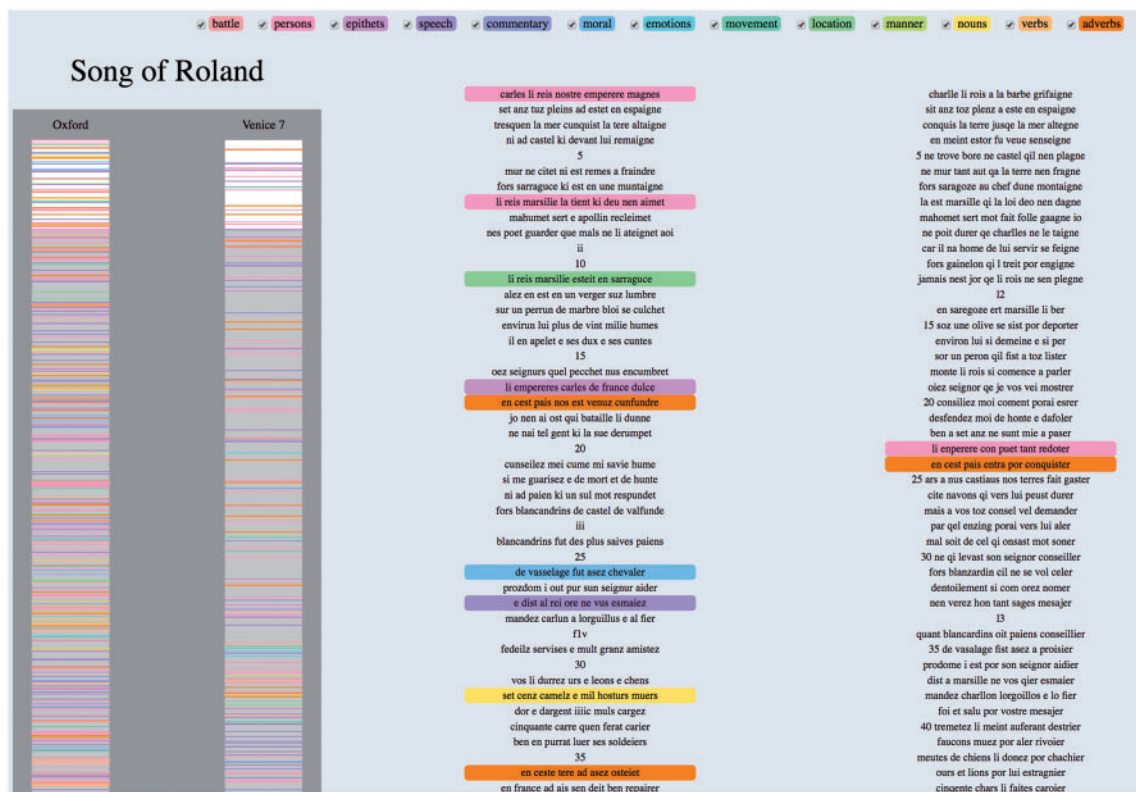 battle persons epithets speech commentary moral emotions movement location manner nouns verbs adverbs
Song of Roland
Oxford Venice 7
carles li reis nostre emperere magnes
set anz tuz pleins ad estet en espaigne
tresquen la mer cunquist la tere altaigne
ni ad castel ki devant lui remaigne
5
mur ne citet ni est remes a fraindre
fors sarraguce ki est en une muntaigne
li reis marsilie la tient ki deu nen aimet
mahumet sert e apollin recleimet
nes poet guarder que mals ne li ateignet aoi
ii
10
li reis marsilie esteit en sarraguce
alez en est en un verger suz lumbre
sur un perrun de marbre bloi se culchet
envirun lui plus de vint milie humes
il en apelet e ses dux e ses cuntes
15
oez seignurs quel pecchet nus encumbret
li empereres carles de france dulce
en cest pais nos est venuz cunfundre
jo nen ai ost qui bataille li dunne
ne nai tel gent ki la sue derumpet
20
cunseilez mei cume mi savie hume
si me guarisez e de mort et de hunte
ni ad paien ki un sul mot respundet
fors blancandrins de castel de valfunde
iii
blancandrins fut des plus saives paiens
25
de vasselage fut asez chevaler
prozdom i out pur sun seignur aider
e dist al rei ore ne vus esmaiez
mandez carlun a lorguillus e al fier
f1v
fedeilz servises e mult granz amistez
30
vos li durrez urs e leons e chens
set cenz camelz e mil hosturs muers
dor e dargent iiiic muls cargez
cinquante carre quen ferat carier
ben en purrat luer ses soldeiers
35
en ceste tere ad asez osteiet
en france ad ais sen deit ben repairer
charlle li rois a la barbe grifaigne
sit anz toz plenz a este en espaigne
conquis la terre jusqe la mer altegne
en meint estor fu veue senseigne
5 ne trove bore ne castel qil nen plagne
ne mur tant aut qa la terre nen fragne
fors saragoze au chef dune montaigne
la est marsille qi la loi deo nen dagne
mahomet sert mot fait folle gaagne io
ne poit durer qe charlles ne le taigne
car il na home de lui servir se feigne
fors gainelon qi l treit por engigne
jamais nest jor qe li rois ne sen plegne
l2
en saregoze ert marsille li ber
15 soz une olive se sist por deporter
environ lui si demeine e si per
sor un peron qil fist a toz lister
monte li rois si comence a parler
oiez seignor qe je vos vei mostrer
20 consiliez moi coment porai esrer
desfendez moi de honte e dafoler
ben a set anz ne sunt mie a paser
li enperere con puet tant redoter
en cest pais entra por conquister
25 ars a nus castiaus nos terres fait gaster
cite navons qi vers lui peust durer
mais a vos toz consel vel demander
par qel enzing porai vers lui aler
mal soit de cel qi onsast mot soner
30 ne qi levast son seignor conseiller
fors blanzardin cil ne se vol celer
dentoilement si com orez nomer
nen verez hon tant sages mesajer
l3
quant blancardins oit paiens conseillier
35 de vasalage fist asez a proisier
prodome i est por son seignor aidier
dist a marsille ne vos qier esmaier
mandez charllon lorgoillos e lo fier
foi et salu por vostre mesajer
40 tremetez li meint auferant destrier
faucons muez por aler rivoier
meutes de chiens li donez por chachier
ours et lions por lui estragnier
cinqente chars li faites caroier